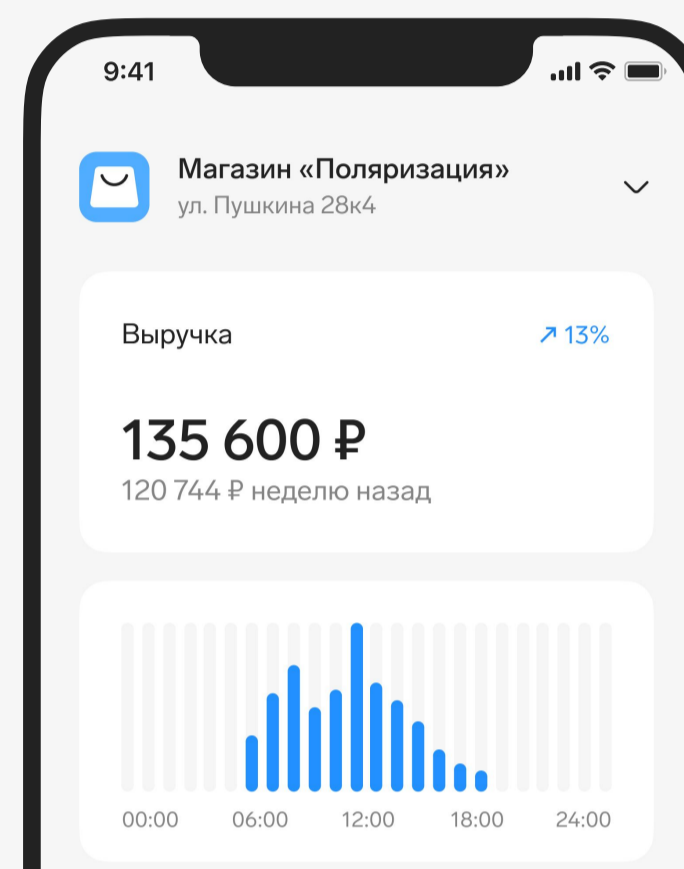 9:41
Магазин «Поляризация»
ул. Пушкина 28к4
Выручка
↗ 13%
135 600 ₽
120 744 ₽ неделю назад
00:00 06:00 12:00 18:00 24:00